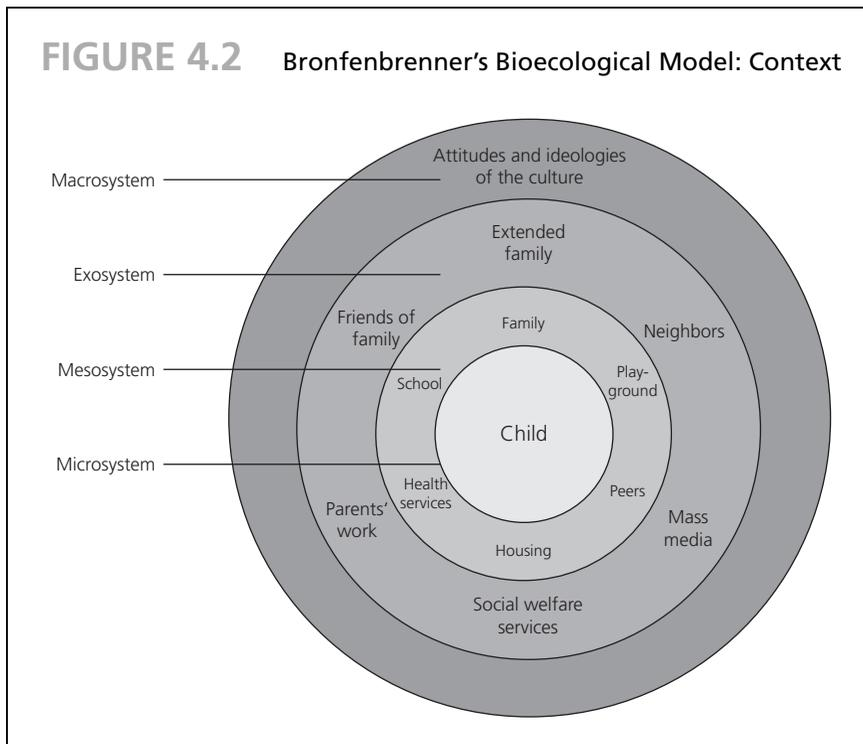 FIGURE 4.2 Bronfenbrenner's Bioecological Model: Context
Attitudes and ideologies
of the culture
Macrosystem
Extended
family
Exosystem
Friends of
family
Family
Neighbors
Mesosystem
School
Play-
ground
Child
Microsystem
Health
services
Peers
Parents‘
work
Mass
media
Housing
Social welfare
services